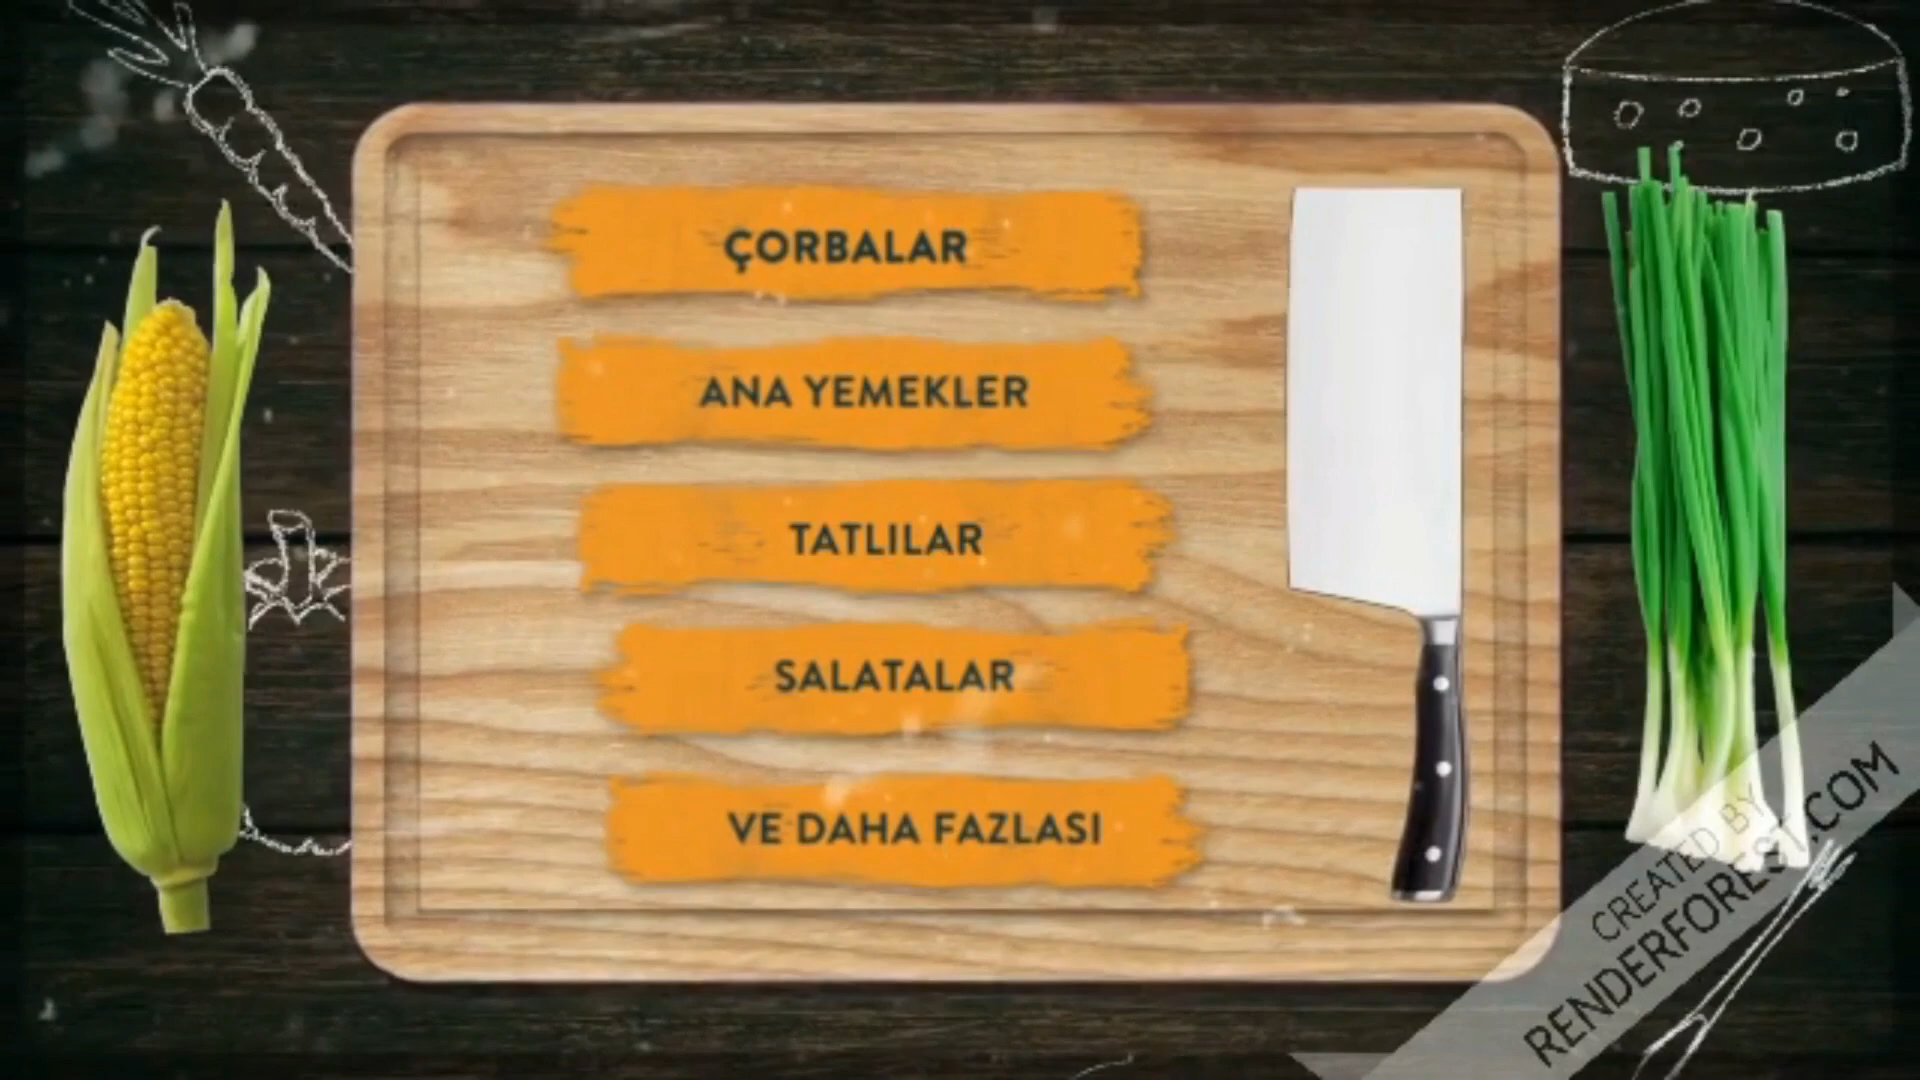 ÇORBALAR
ANA YEMEKLER
TATLILAR
SALATALAR
VE DAHA FAZLASI
CREATED BY
RENDERFOREST.COM